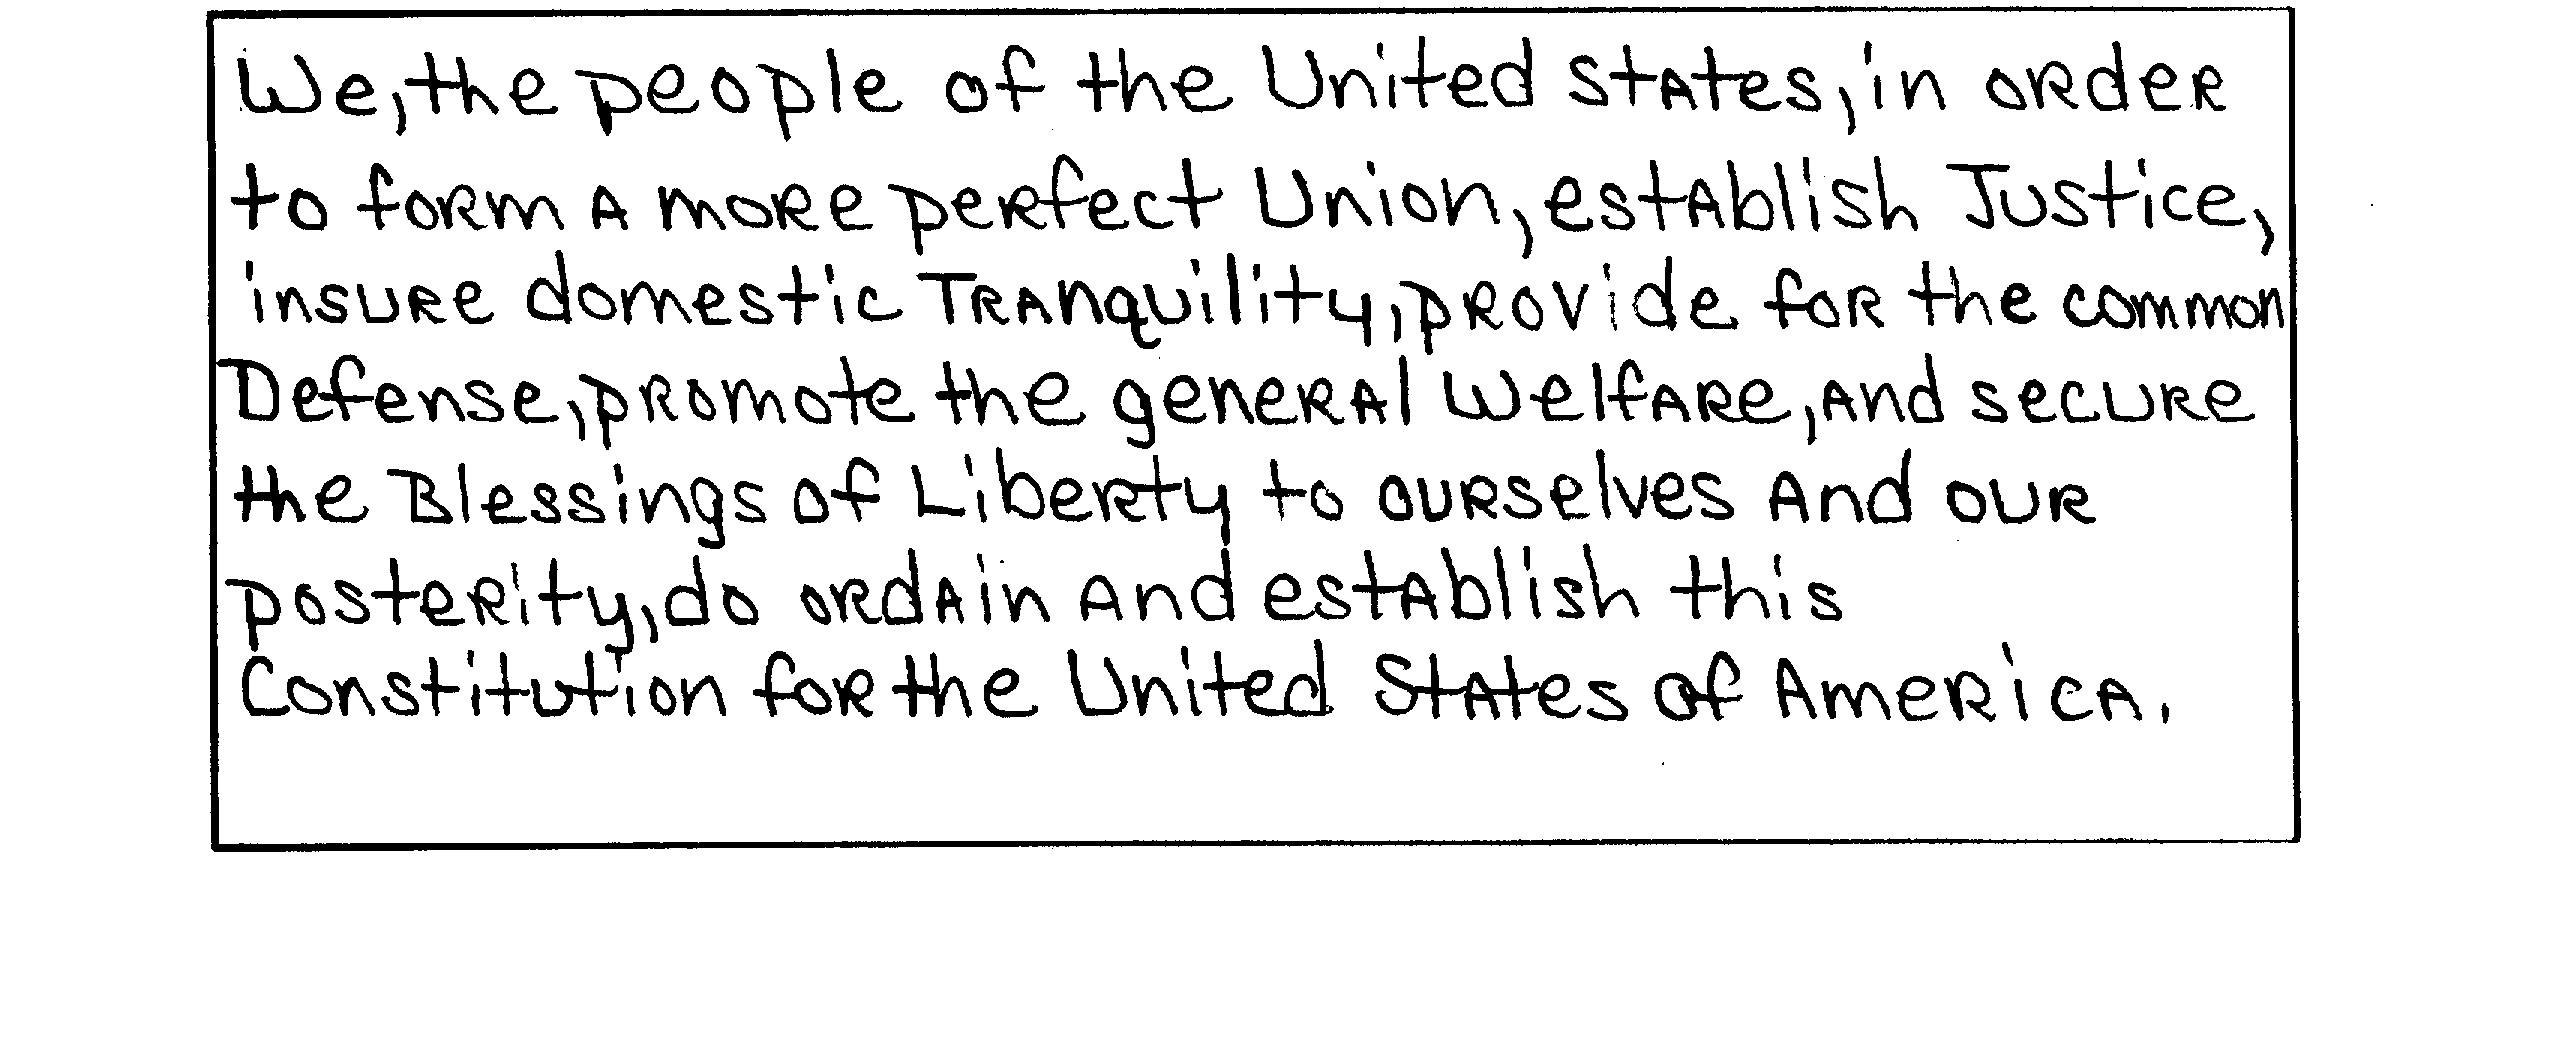 We, the people of the United States, in order
to form a more perfect Union, establish Justice,
insure domestic Tranquility, provide for the common
Defense, promote the general Welfare, and secure
the Blessings of Liberty to ourselves and our
posterity, do ordain and establish this
Constitution for the United States of America.